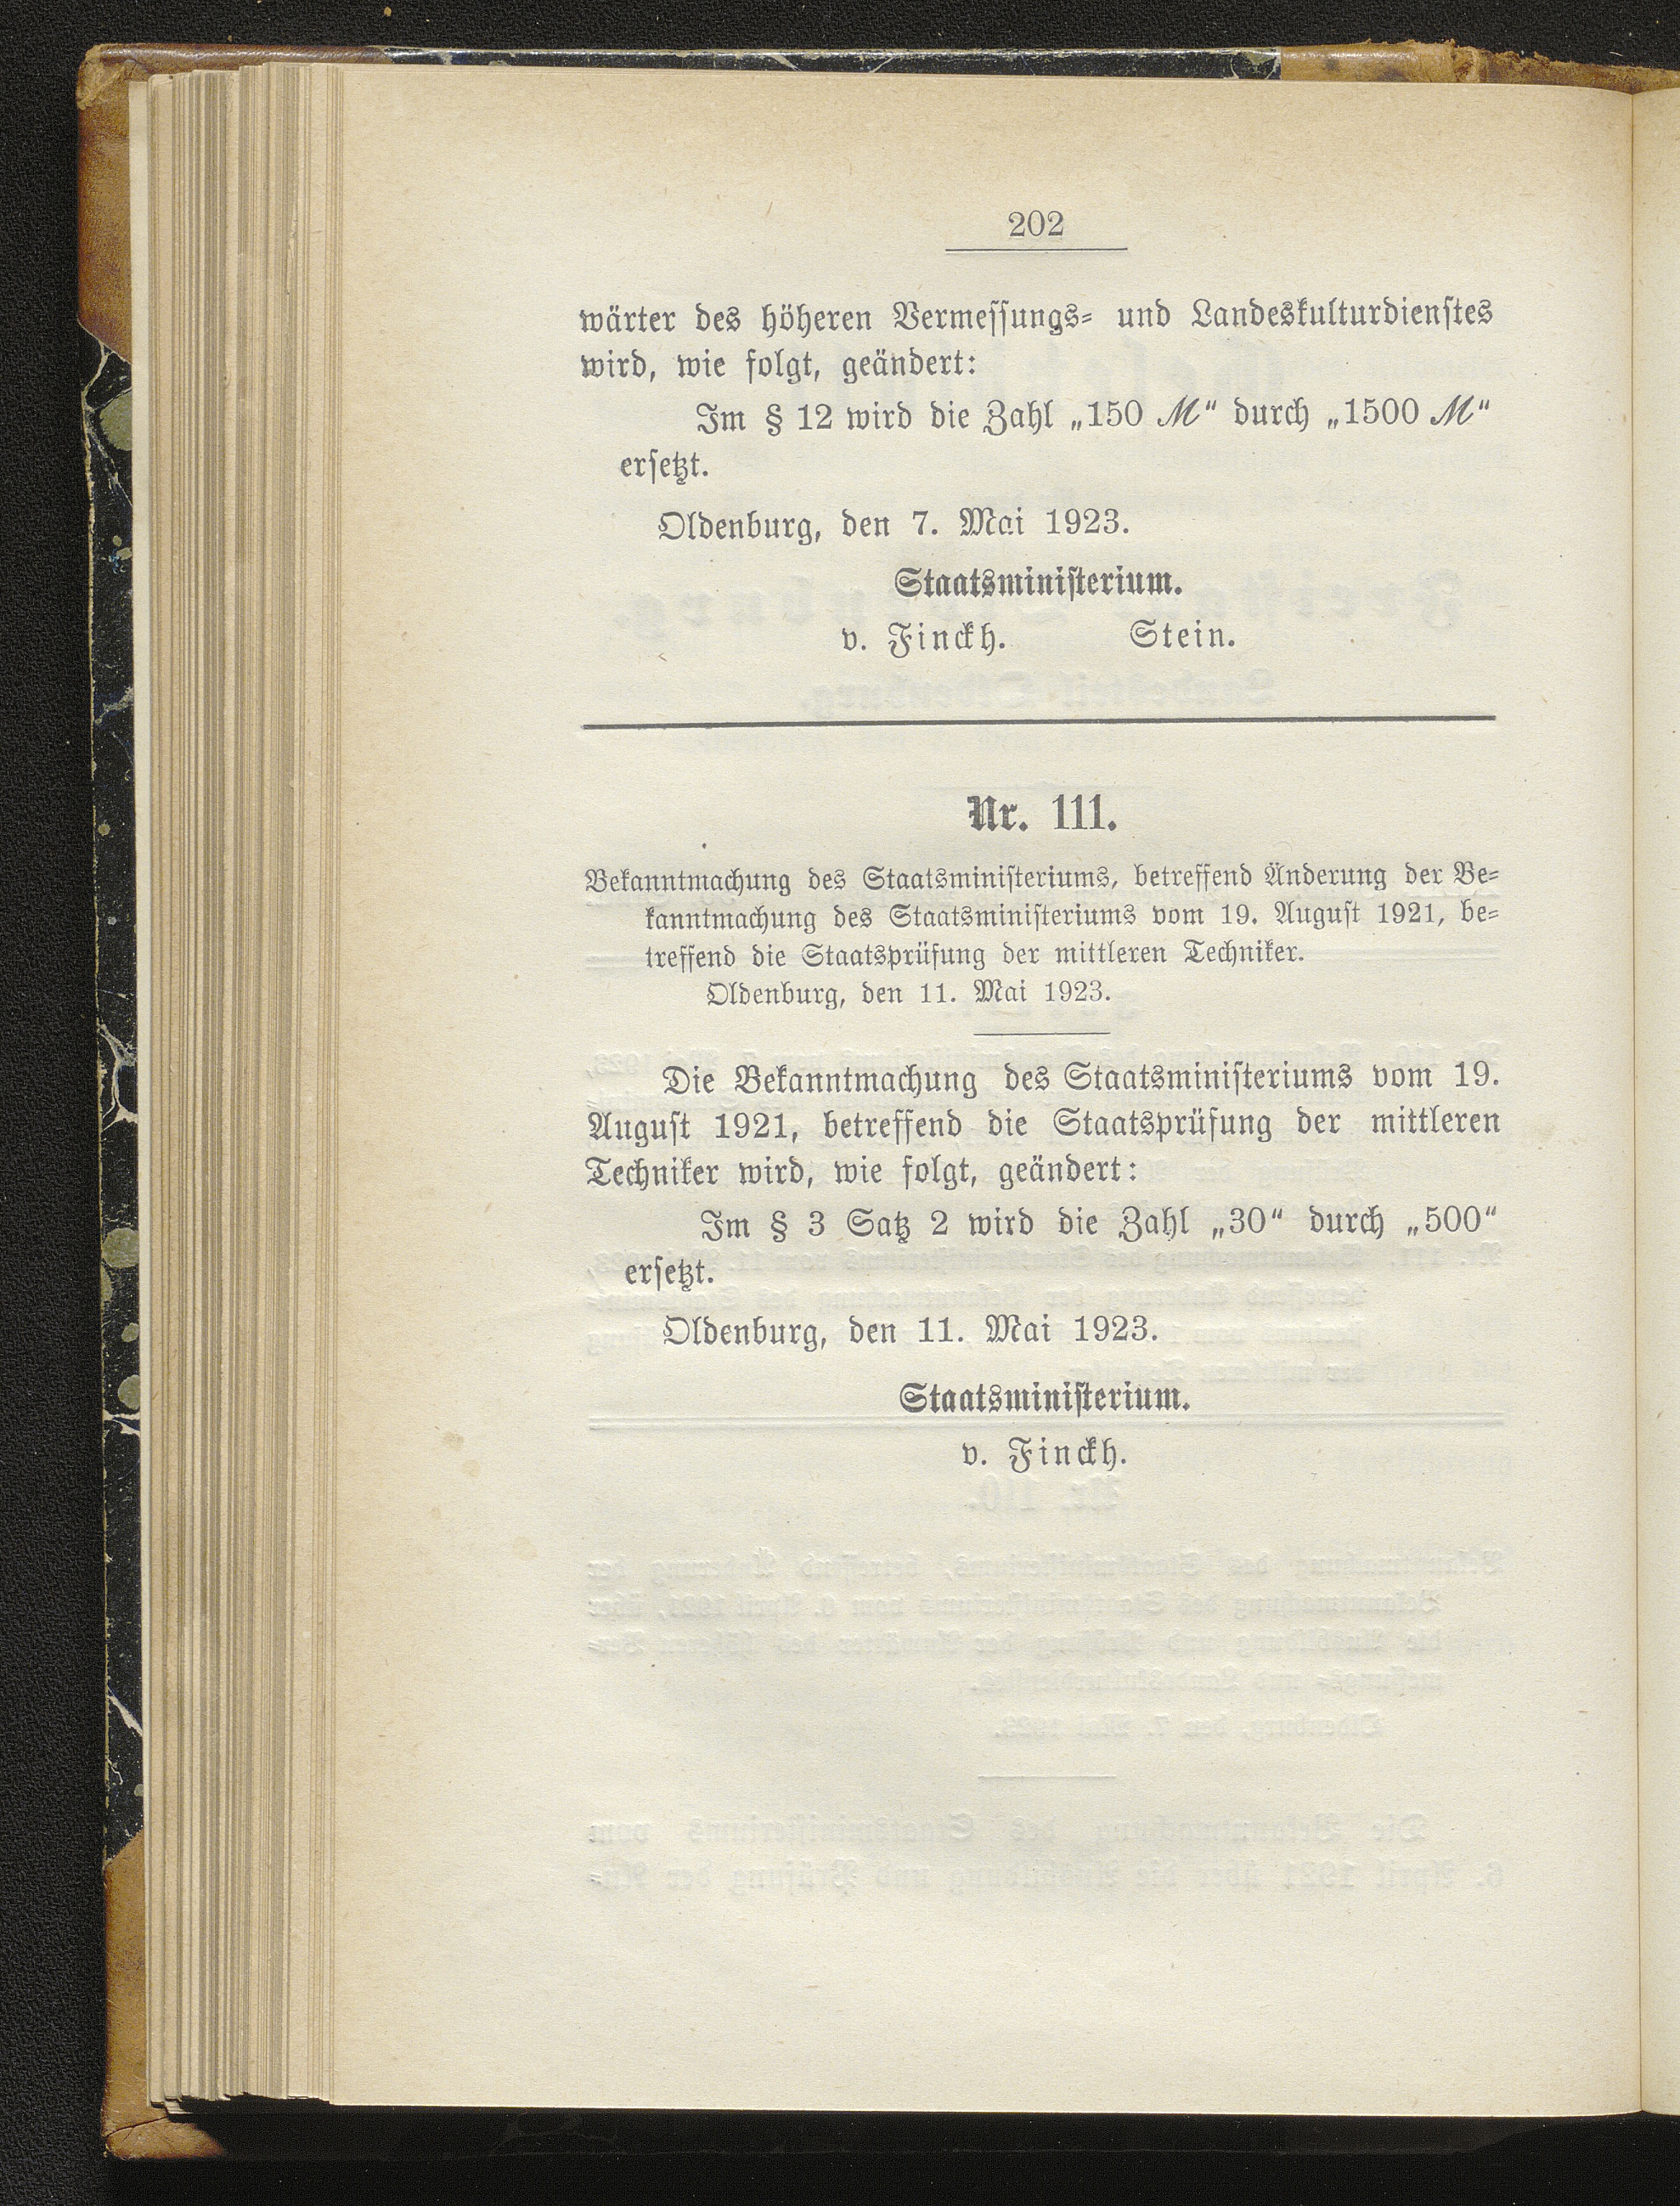 202
wärter des höheren Vermessungs- und Landeskulturdienstes
wird, wie folgt, geändert:
Im § 12 wird die Zahl „150 ℳ“ durch „1500 ℳ“
ersetzt.
Oldenburg, den 7. Mai 1923.
Staatsministerium.
v. Finckh. Stein.
Nr. 111.
Bekanntmachung des Staatsministeriums, betreffend Änderung der Be-
kanntmachung des Staatsministeriums vom 19. August 1921, be-
treffend die Staatsprüfung der mittleren Techniker.
Oldenburg, den 11. Mai 1923.
Die Bekanntmachung des Staatsministeriums vom 19.
August 1921, betreffend die Staatsprüfung der mittleren
Techniker wird, wie folgt, geändert:
Im § 3 Satz 2 wird die Zahl „30“ durch „500“
ersetzt.
Oldenburg, den 11. Mai 1923.
Staatsministerium.
v. Finckh.